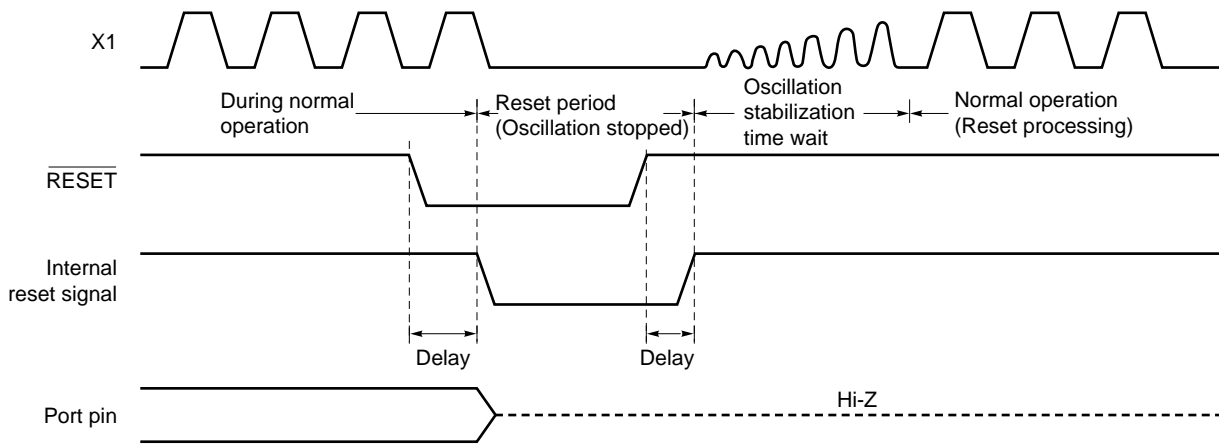 X1
During normal
operation
Reset period
(Oscillation stopped)
Oscillation
stabilization
time wait
Normal operation
(Reset processing)
RESET
Internal
reset signal
Delay
Delay
Port pin
Hi-Z